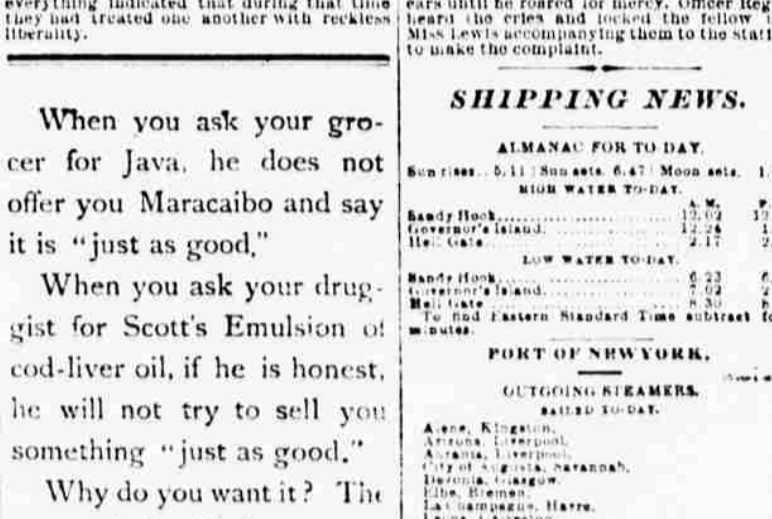 everything indicated that during that time
they had treated one another with reckless
liberality.
When you ask your gro-
cer for Java, he does not
offer you Maracaibo and say
it is "just as good."
When you ask your drug-
gist for Scott's Emulsion of
cod-liver oil, if he is honest,
he will not try to sell you
something "just as good."
Why do you want it? The
ears until he roared for mercy. Officer Reg
heard the cries and locked the fellow
Miss Lewis accompanying them to the stati
to make the complaint.
SHIPPING NEWS.
ALMANAC FOR TO DAY.
Sun rises.. 5.11 | Sun sets. 6.47 | Moon sets. 1.
HIGH WATER TO-DAY.
A. M. P.
Sandy Hook 12.02 12
Governor's Island 12.24 1.
Hell Gate 2.17 2
LOW WATER TO-DAY.
Sandy Hook 6.23 6
Governor's Island 7.02
Hell Gate 8.30 8
To find Eastern Standard Time subtract fo
minutes.
PORT OF NEW YORK.
OUTGOING STEAMERS.
SAILED TO-DAY.
Alene, Kingston.
Arizona, Liverpool.
Aurania, Liverpool.
City of Augusta, Savannah.
Devonia, Glasgow.
Elbe, Bremen.
La Champagne, Havre.